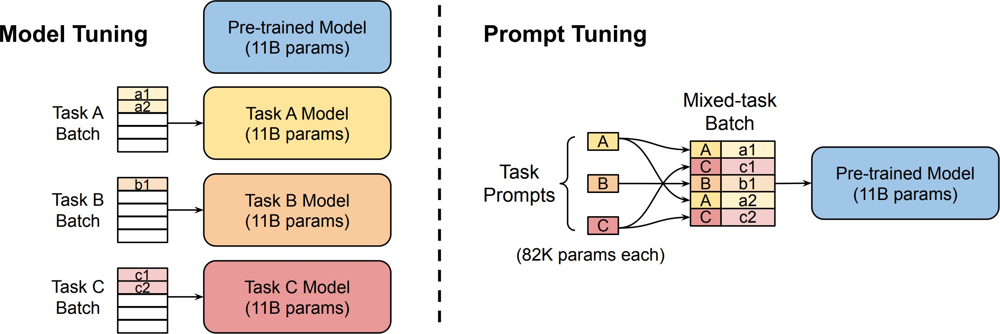 Model Tuning
Pre-trained Model
(11B params)
Task A
Batch
a1
a2
Task A Model
(11B params)
Task B
Batch
b1
Task B Model
(11B params)
Task C
Batch
c1
c2
Task C Model
(11B params)
Prompt Tuning
Task
Prompts
A
B
C
(82K params each)
Mixed-task
Batch
A a1
C c1
B b1
A a2
C c2
Pre-trained Model
(11B params)